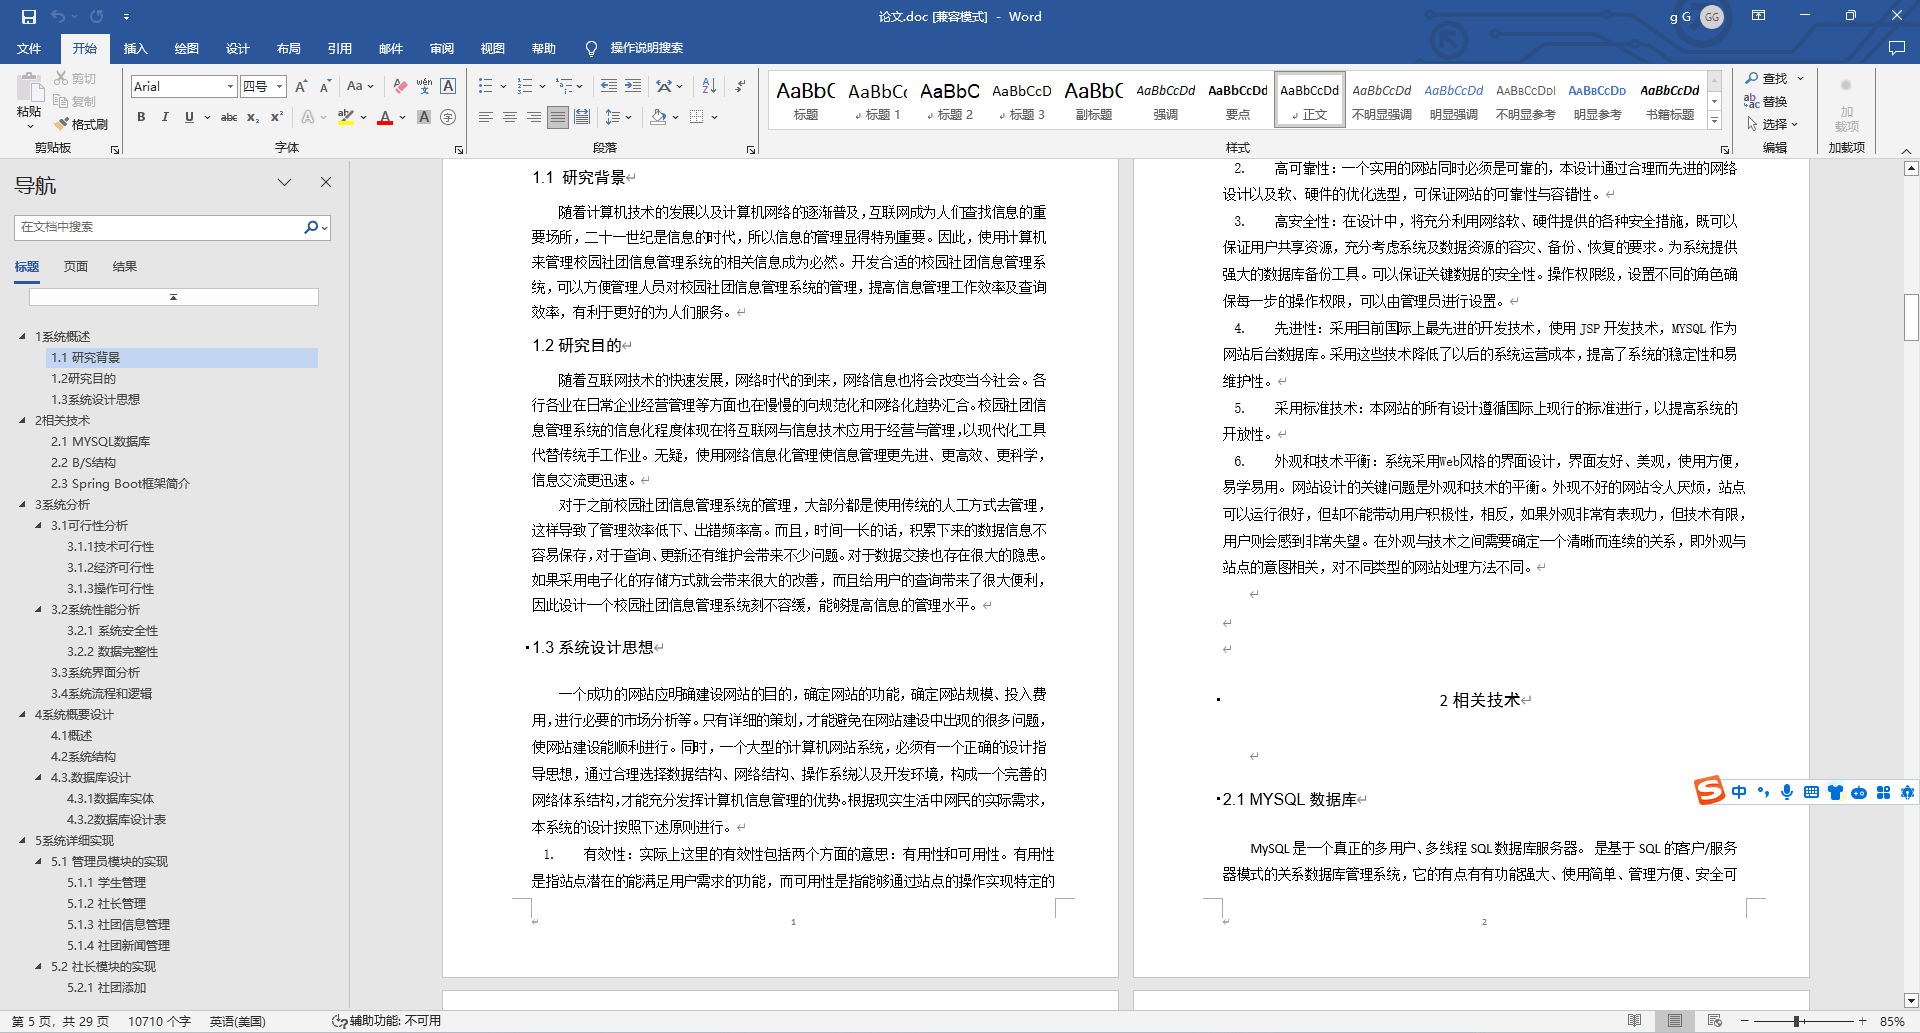 论文.doc [兼容模式] - Word
g G
GG
文件 开始 插入 绘图 设计 布局 引用 邮件 审阅 视图 帮助 操作说明搜索
粘贴
剪切
复制
格式刷
剪贴板
Arial
四号
字体
段落
AaBbC 标题
AaBbCc 标题 1
AaBbC 标题 2
AaBbCcD 标题 3
AaBbC 副标题
AaBbCcDd 强调
AaBbCcDd 要点
AaBbCcDd 正文
AaBbCcDd 不明显强调
AaBbCcDd 明显强调
AaBbCcDd 不明显参考
AaBbCcDd 明显参考
AaBbCcDd 书籍标题
样式
查找
替换
选择
编辑
加载项
加载项
导航
在文档中搜索
标题 页面 结果
1系统概述
1.1 研究背景
1.2研究目的
1.3系统设计思想
2相关技术
2.1 MYSQL数据库
2.2 B/S结构
2.3 Spring Boot框架简介
3系统分析
3.1可行性分析
3.1.1技术可行性
3.1.2经济可行性
3.1.3操作可行性
3.2系统性能分析
3.2.1 系统安全性
3.2.2 数据完整性
3.3系统界面分析
3.4系统流程和逻辑
4系统概要设计
4.1概述
4.2系统结构
4.3.数据库设计
4.3.1数据库实体
4.3.2数据库设计表
5系统详细实现
5.1 管理员模块的实现
5.1.1 学生管理
5.1.2 社长管理
5.1.3 社团信息管理
5.1.4 社团新闻管理
5.2 社长模块的实现
5.2.1 社团添加
1.1 研究背景
随着计算机技术的发展以及计算机网络的逐渐普及，互联网成为人们查找信息的重
要场所，二十一世纪是信息的时代，所以信息的管理显得特别重要。因此，使用计算机
来管理校园社团信息管理系统的相关信息成为必然。开发合适的校园社团信息管理系
统，可以方便管理人员对校园社团信息管理系统的管理，提高信息管理工作效率及查询
效率，有利于更好的为人们服务。
1.2 研究目的
随着互联网技术的快速发展，网络时代的到来，网络信息也将会改变当今社会。各
行各业在日常企业经营管理等方面也在慢慢的向规范化和网络化趋势汇合。校园社团信
息管理系统的信息化程度体现在将互联网与信息技术应用于经营与管理，以现代化工具
代替传统手工作业。无疑，使用网络信息化管理使信息管理更先进、更高效、更科学，
信息交流更迅速。
对于之前校园社团信息管理系统的管理，大部分都是使用传统的人工方式去管理，
这样导致了管理效率低下、出错频率高。而且，时间一长的话，积累下来的数据信息不
容易保存，对于查询、更新还有维护会带来不少问题。对于数据交接也存在很大的隐患。
如果采用电子化的存储方式就会带来很大的改善，而且给用户的查询带来了很大便利，
因此设计一个校园社团信息管理系统刻不容缓，能够提高信息的管理水平。
1.3 系统设计思想
一个成功的网站应明确建设网站的目的，确定网站的功能，确定网站规模、投入费
用，进行必要的市场分析等。只有详细的策划，才能避免在网站建设中出现的很多问题，
使网站建设能顺利进行。同时，一个大型的计算机网站系统，必须有一个正确的设计指
导思想，通过合理选择数据结构、网络结构、操作系统以及开发环境，构成一个完善的
网络体系结构，才能充分发挥计算机信息管理的优势。根据现实生活中网民的实际需求，
本系统的设计按照下述原则进行。
1. 有效性：实际上这里的有效性包括两个方面的意思：有用性和可用性。有用性
是指站点潜在的能满足用户需求的功能，而可用性是指能够通过站点的操作实现特定的
1
2. 高可靠性：一个实用的网站同时必须是可靠的，本设计通过合理而先进的网络
设计以及软、硬件的优化选型，可保证网站的可靠性与容错性。
3. 高安全性：在设计中，将充分利用网络软、硬件提供的各种安全措施，既可以
保证用户共享资源，充分考虑系统及数据资源的容灾、备份、恢复的要求。为系统提供
强大的数据库备份工具。可以保证关键数据的安全性。操作权限级，设置不同的角色确
保每一步的操作权限，可以由管理员进行设置。
4. 先进性：采用目前国际上最先进的开发技术，使用 JSP 开发技术，MYSQL 作为
网站后台数据库。采用这些技术降低了以后的系统运营成本，提高了系统的稳定性和易
维护性。
5. 采用标准技术：本网站的所有设计遵循国际上现行的标准进行，以提高系统的
开放性。
6. 外观和技术平衡：系统采用Web风格的界面设计，界面友好、美观，使用方便，
易学易用。网站设计的关键问题是外观和技术的平衡。外观不好的网站令人厌烦，站点
可以运行很好，但却不能带动用户积极性，相反，如果外观非常有表现力，但技术有限，
用户则会感到非常失望。在外观与技术之间需要确定一个清晰而连续的关系，即外观与
站点的意图相关，对不同类型的网站处理方法不同。
2 相关技术
2.1 MYSQL 数据库
MySQL 是一个真正的多用户、多线程 SQL 数据库服务器。 是基于 SQL 的客户/服务
器模式的关系数据库管理系统，它的有点有有功能强大、使用简单、管理方便、安全可
2
中
第 5 页，共 29 页 10710 个字 英语(美国) 辅助功能: 不可用 85%